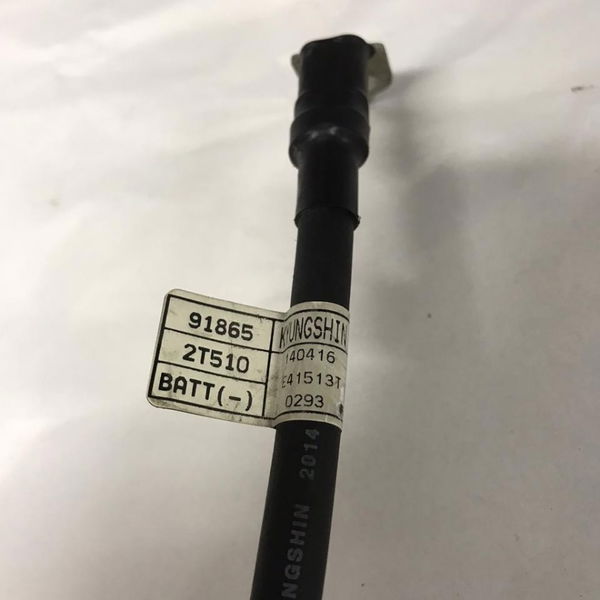 91865
2T510
BATT(-)
KYUNGSHIN
140416
E41513T
0293
NGSHIN 2014